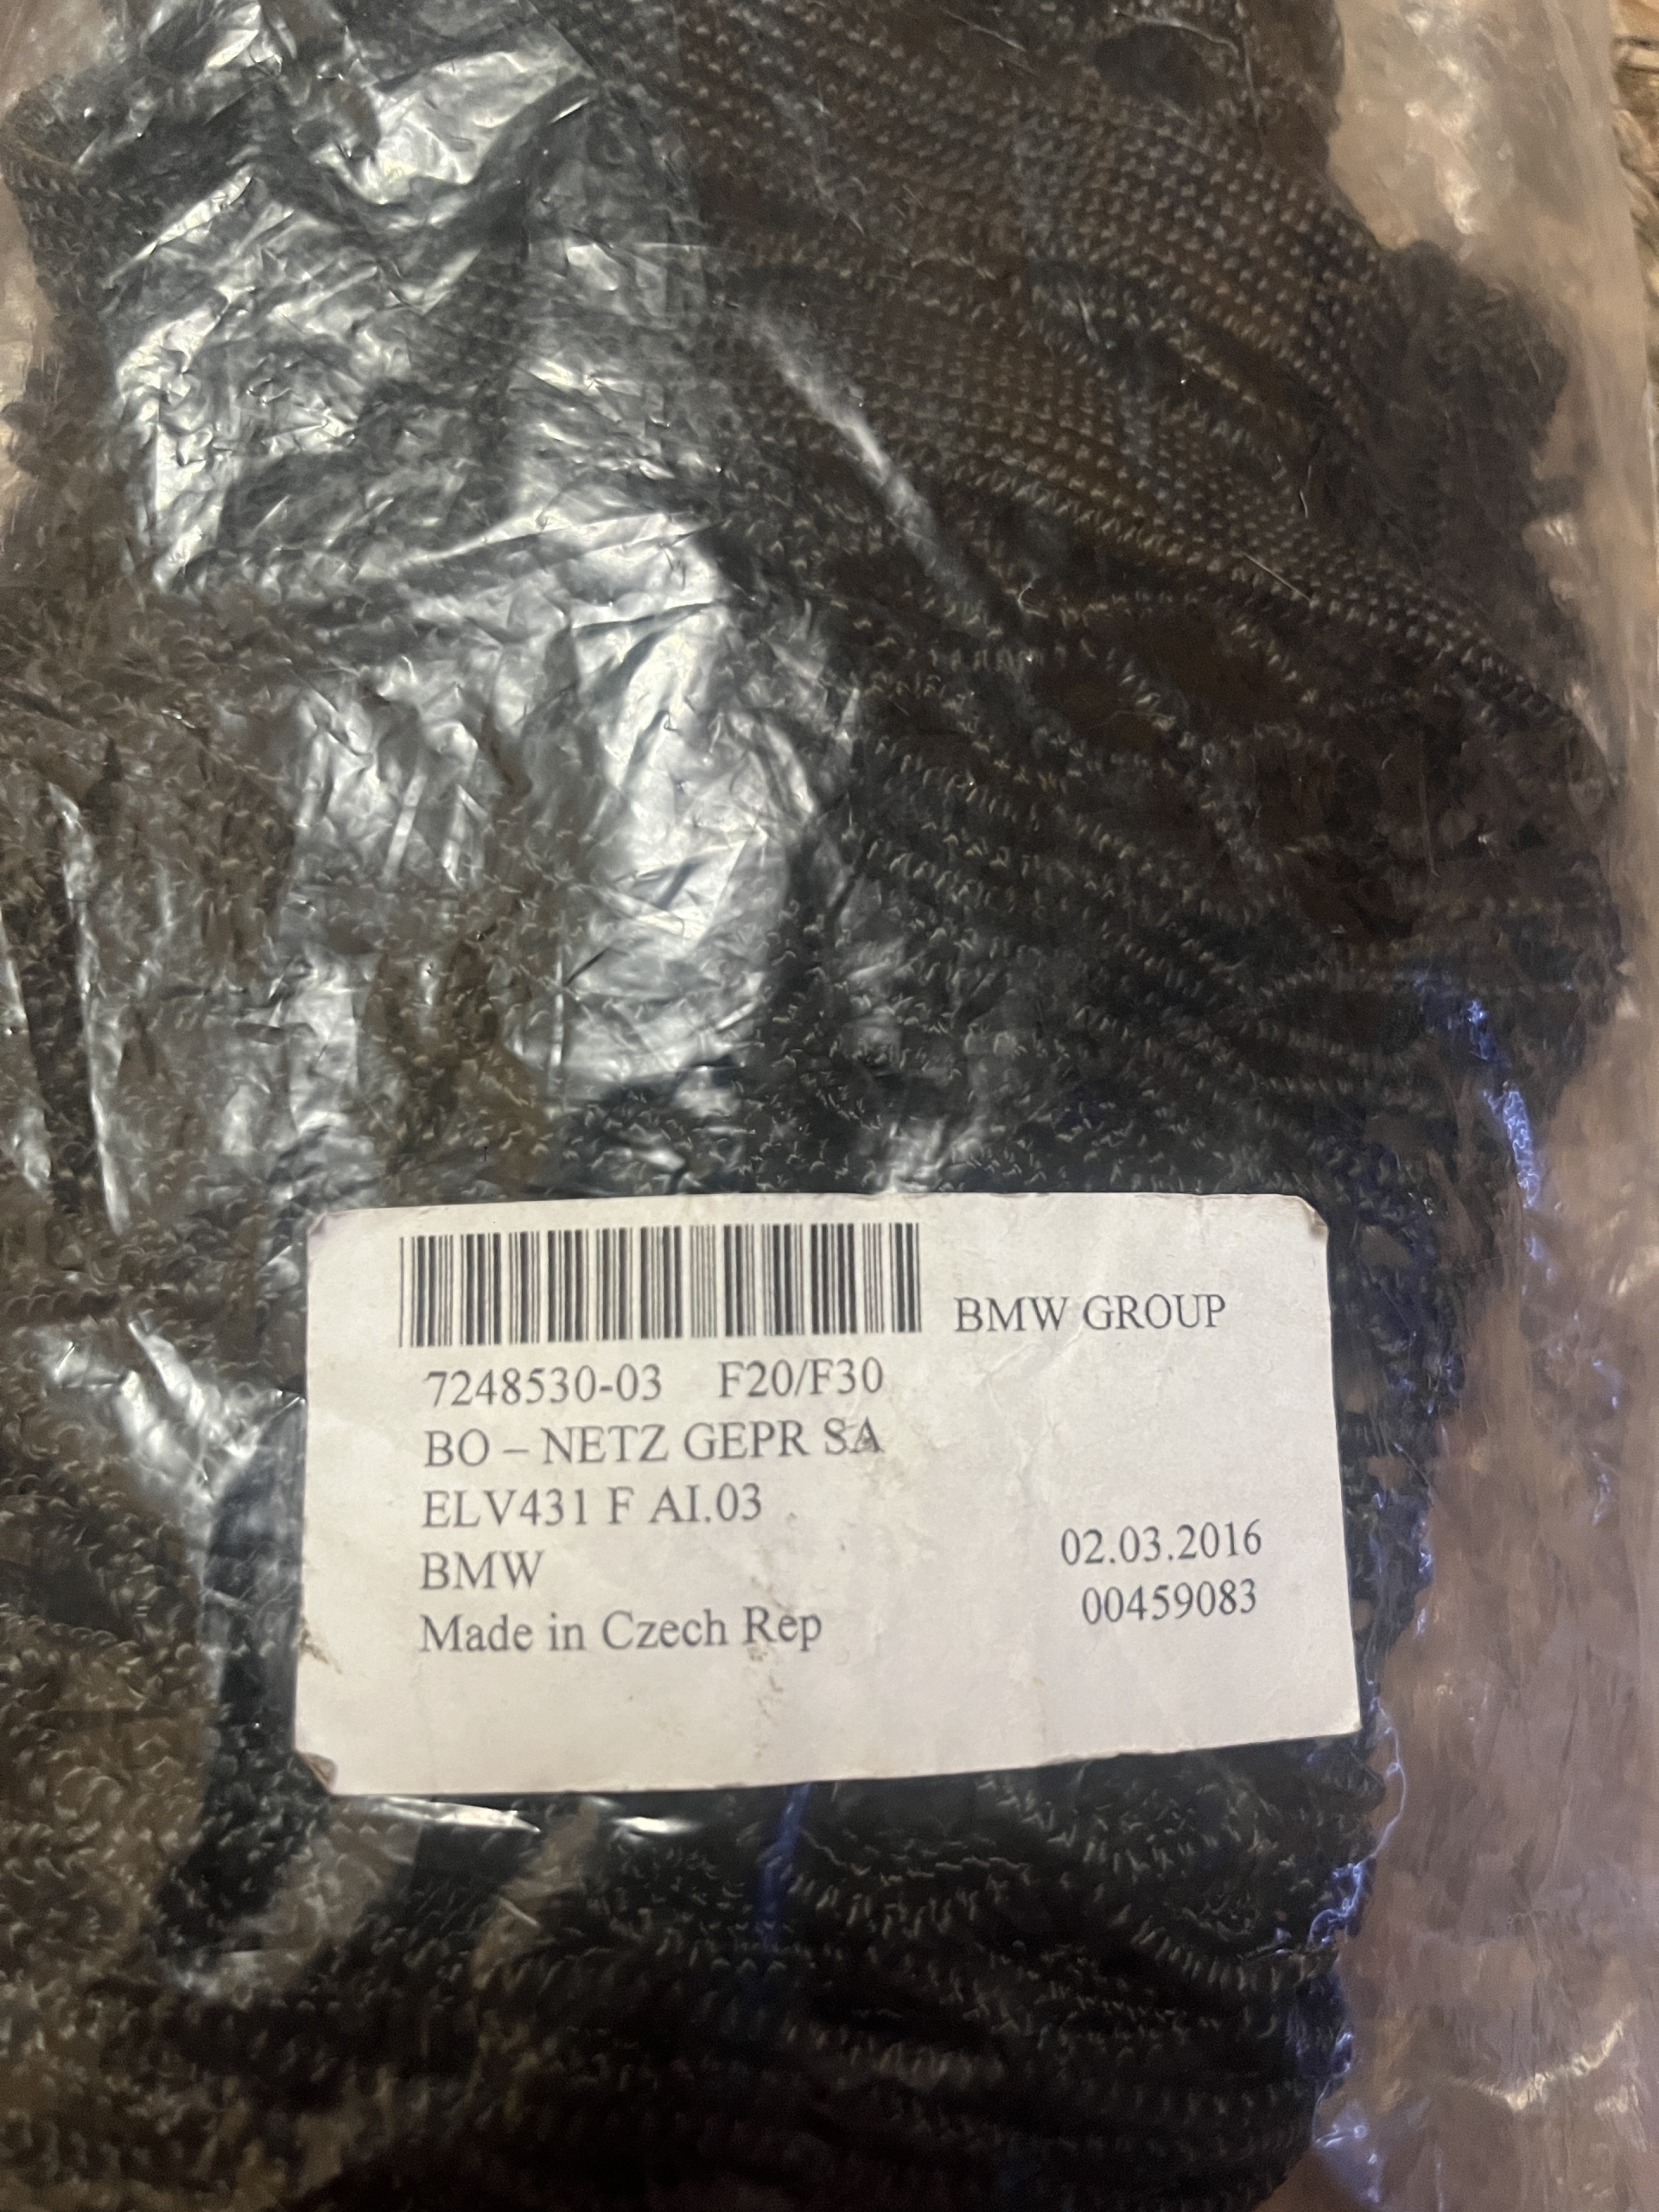 BMW GROUP
7248530-03 F20/F30
BO – NETZ GEPR SA
ELV431 F AI.03
BMW
Made in Czech Rep
02.03.2016
00459083